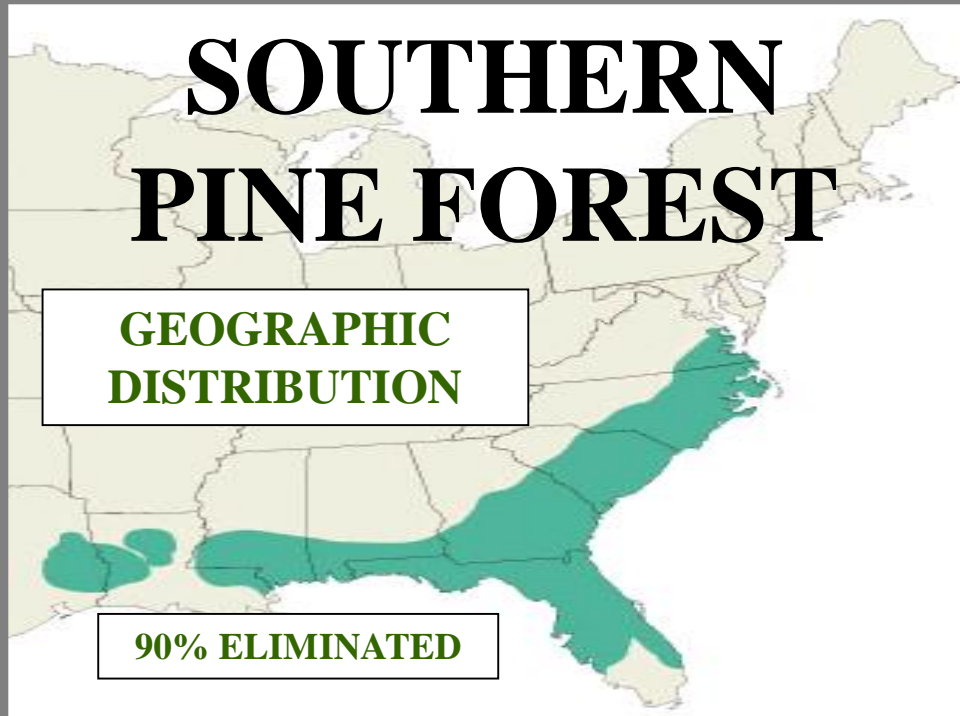 SOUTHERN
PINE FOREST
GEOGRAPHIC
DISTRIBUTION
90% ELIMINATED